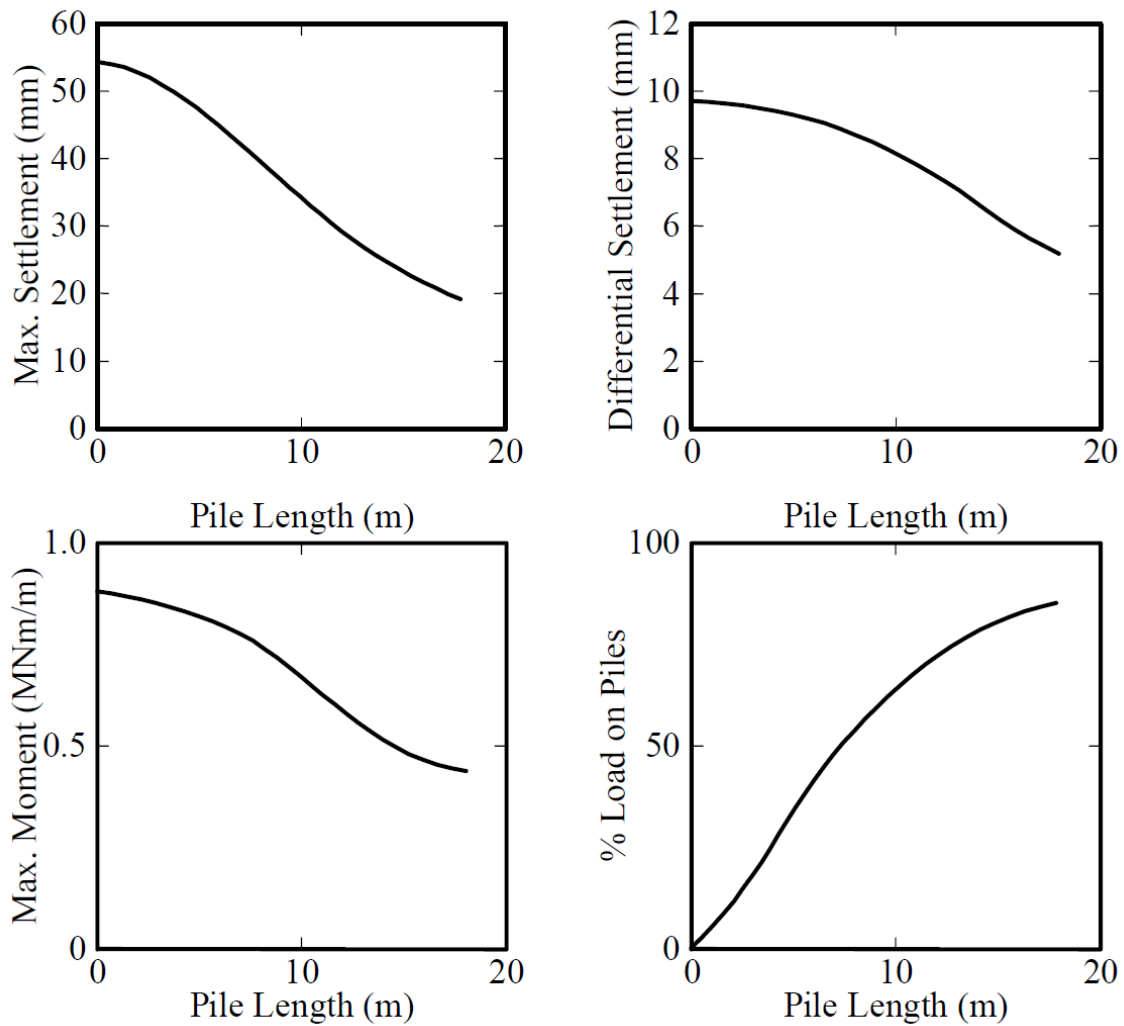 Max. Settlement (mm)
60
50
40
30
20
10
0
0 10 20
Pile Length (m)
Differential Settlement (mm)
12
10
8
6
4
2
0
0 10 20
Pile Length (m)
Max. Moment (MNm/m)
1.0
0.5
0
0 10 20
Pile Length (m)
% Load on Piles
100
50
0
0 10 20
Pile Length (m)